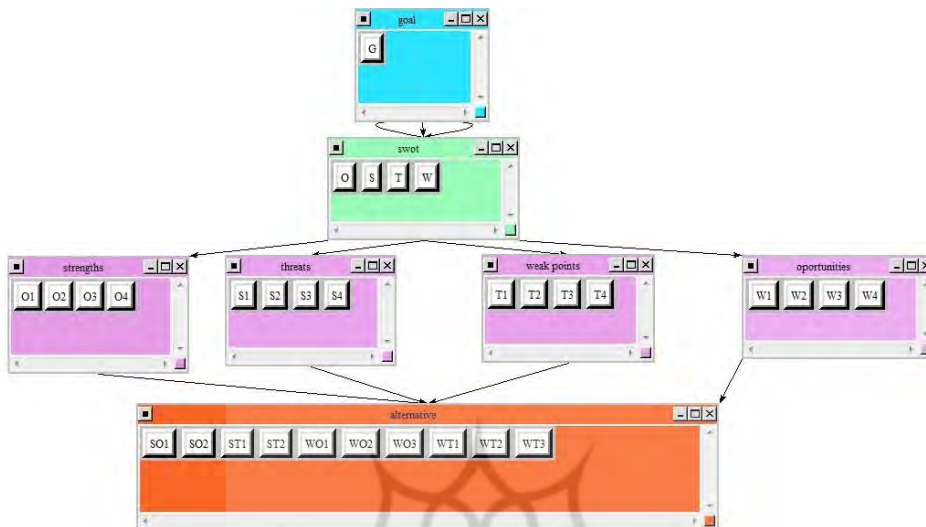 goal
G
swot
O S T W
strengths
O1 O2 O3 O4
threats
S1 S2 S3 S4
weak points
T1 T2 T3 T4
oportunities
W1 W2 W3 W4
alternative
SO1 SO2 ST1 ST2 WO1 WO2 WO3 WT1 WT2 WT3